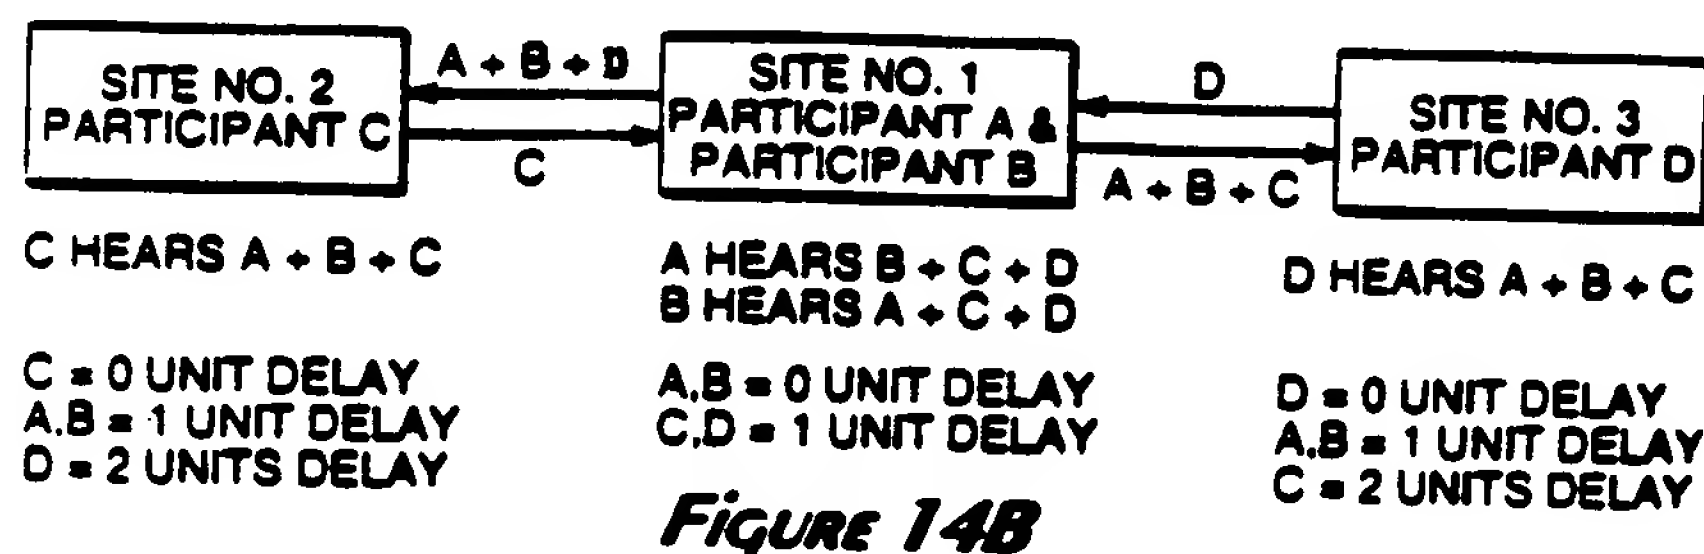 SITE NO. 2
PARTICIPANT C
A + B + D
C
SITE NO. 1
PARTICIPANT A &
PARTICIPANT B
D
A + B + C
SITE NO. 3
PARTICIPANT D
C HEARS A + B + C
A HEARS B + C + D
B HEARS A + C + D
D HEARS A + B + C
C = 0 UNIT DELAY
A.B = 1 UNIT DELAY
D = 2 UNITS DELAY
A.B = 0 UNIT DELAY
C.D = 1 UNIT DELAY
D = 0 UNIT DELAY
A.B = 1 UNIT DELAY
C = 2 UNITS DELAY
FIGURE 14B